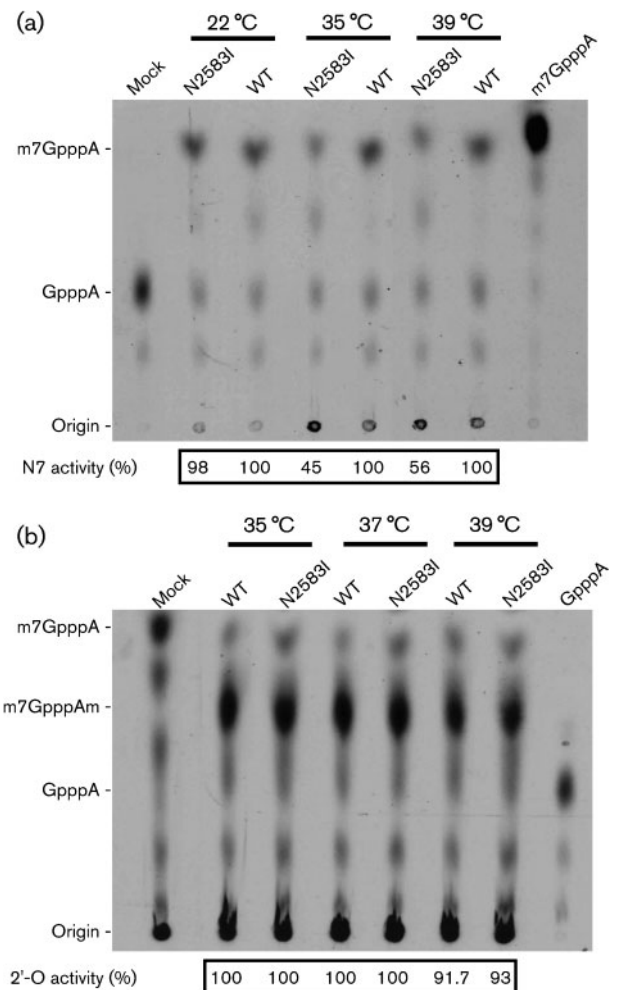 (a)
22 °C 35 °C 39 °C
Mock N2583I WT N2583I WT N2583I WT m7GpppA
m7GpppA -
GpppA -
Origin -
N7 activity (%) 98 100 45 100 56 100
(b)
35 °C 37 °C 39 °C
Mock WT N2583I WT N2583I WT N2583I GpppA
m7GpppA -
m7GpppAm -
GpppA -
Origin -
2'-O activity (%) 100 100 100 100 91.7 93